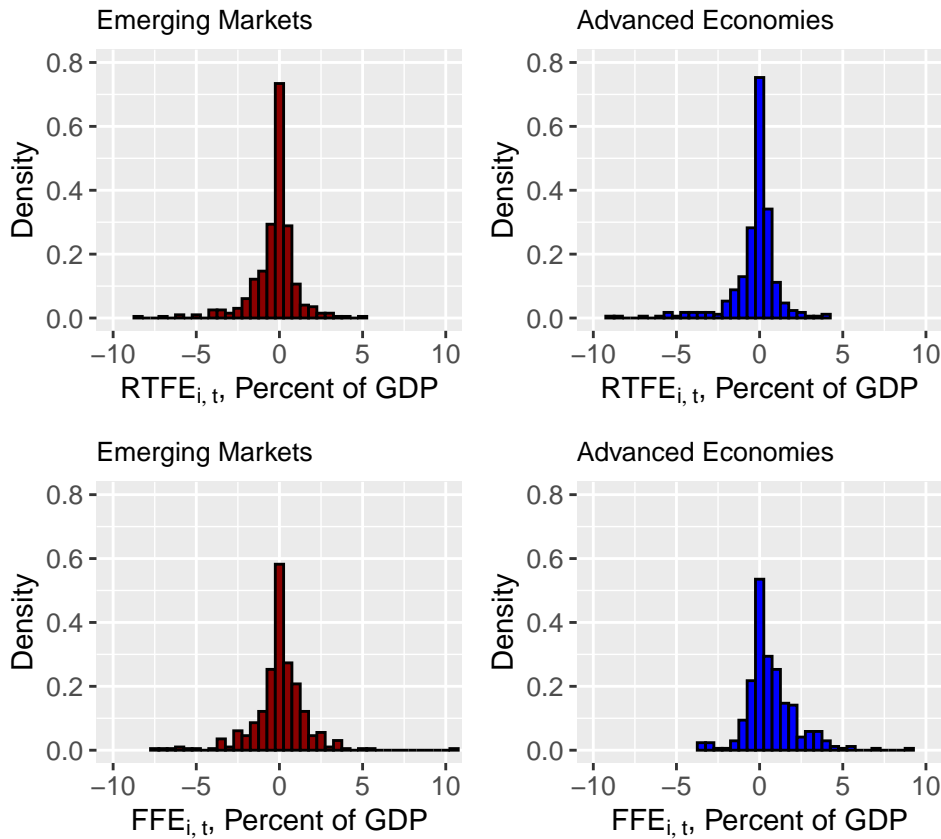 Emerging Markets
Advanced Economies
0.8
0.6
0.4
0.2
0.0
Density
−10 −5 0 5 10
RTFEi, t, Percent of GDP
0.8
0.6
0.4
0.2
0.0
Density
−10 −5 0 5 10
RTFEi, t, Percent of GDP
Emerging Markets
Advanced Economies
0.8
0.6
0.4
0.2
0.0
Density
−10 −5 0 5 10
FFEi, t, Percent of GDP
0.8
0.6
0.4
0.2
0.0
Density
−10 −5 0 5 10
FFEi, t, Percent of GDP